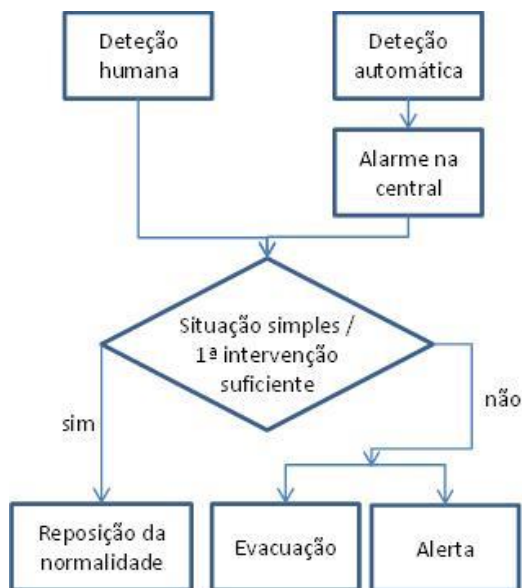 Deteção
humana
Deteção
automática
Alarme na
central
Situação simples /
1ª intervenção
suficiente
sim
não
Reposição da
normalidade
Evacuação
Alerta